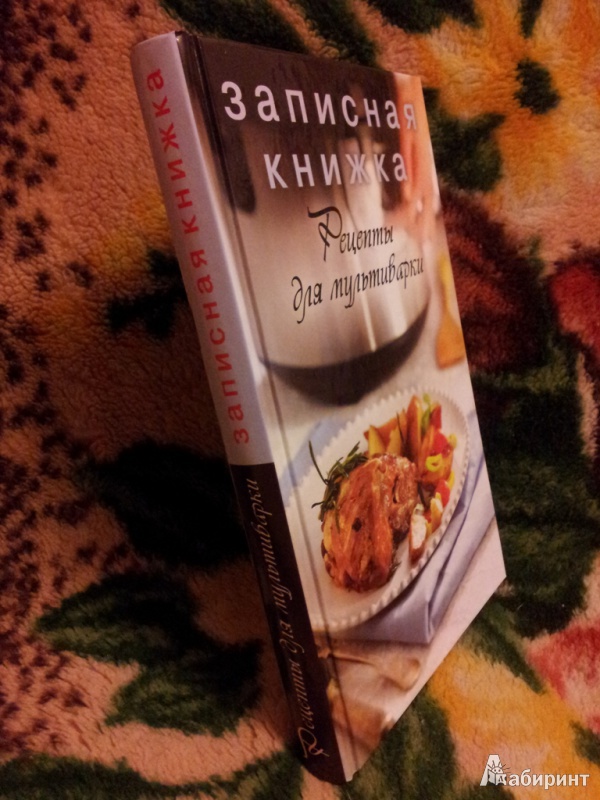 записная книжка
Рецепты для мультиварки
записная
книжка
Рецепты
для мультиварки
Лабиринт